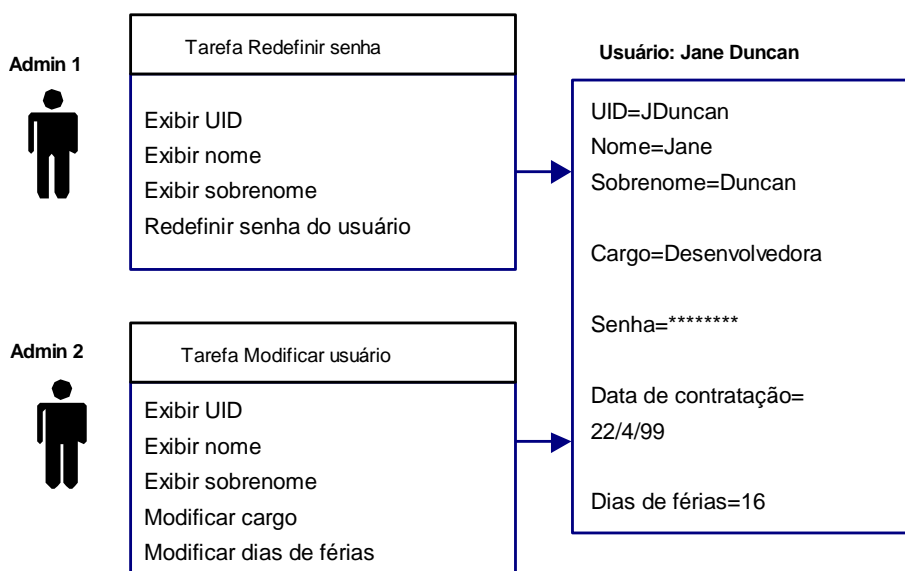 Admin 1
Tarefa Redefinir senha
Exibir UID
Exibir nome
Exibir sobrenome
Redefinir senha do usuário
Admin 2
Tarefa Modificar usuário
Exibir UID
Exibir nome
Exibir sobrenome
Modificar cargo
Modificar dias de férias
Usuário: Jane Duncan
UID=JDuncan
Nome=Jane
Sobrenome=Duncan
Cargo=Desenvolvedora
Senha=********
Data de contratação=
22/4/99
Dias de férias=16